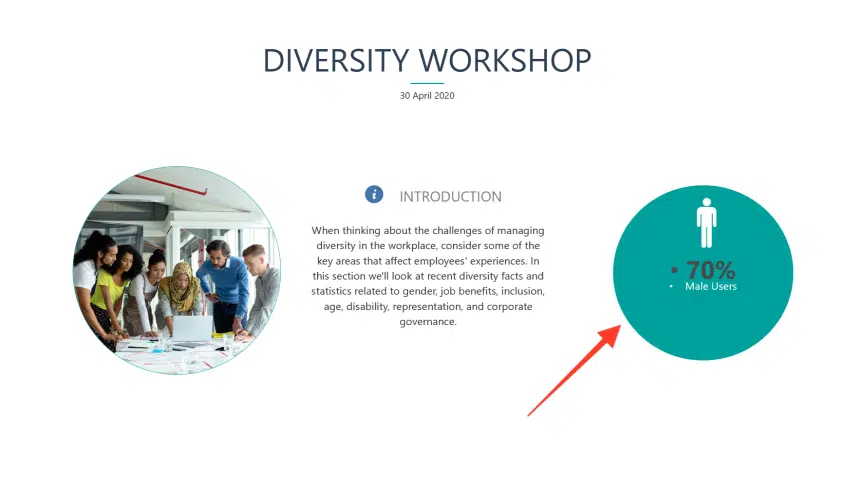 DIVERSITY WORKSHOP
30 April 2020
i INTRODUCTION
When thinking about the challenges of managing
diversity in the workplace, consider some of the
key areas that affect employees' experiences. In
this section we'll look at recent diversity facts and
statistics related to gender, job benefits, inclusion,
age, disability, representation, and corporate
governance.
• 70%
• Male Users